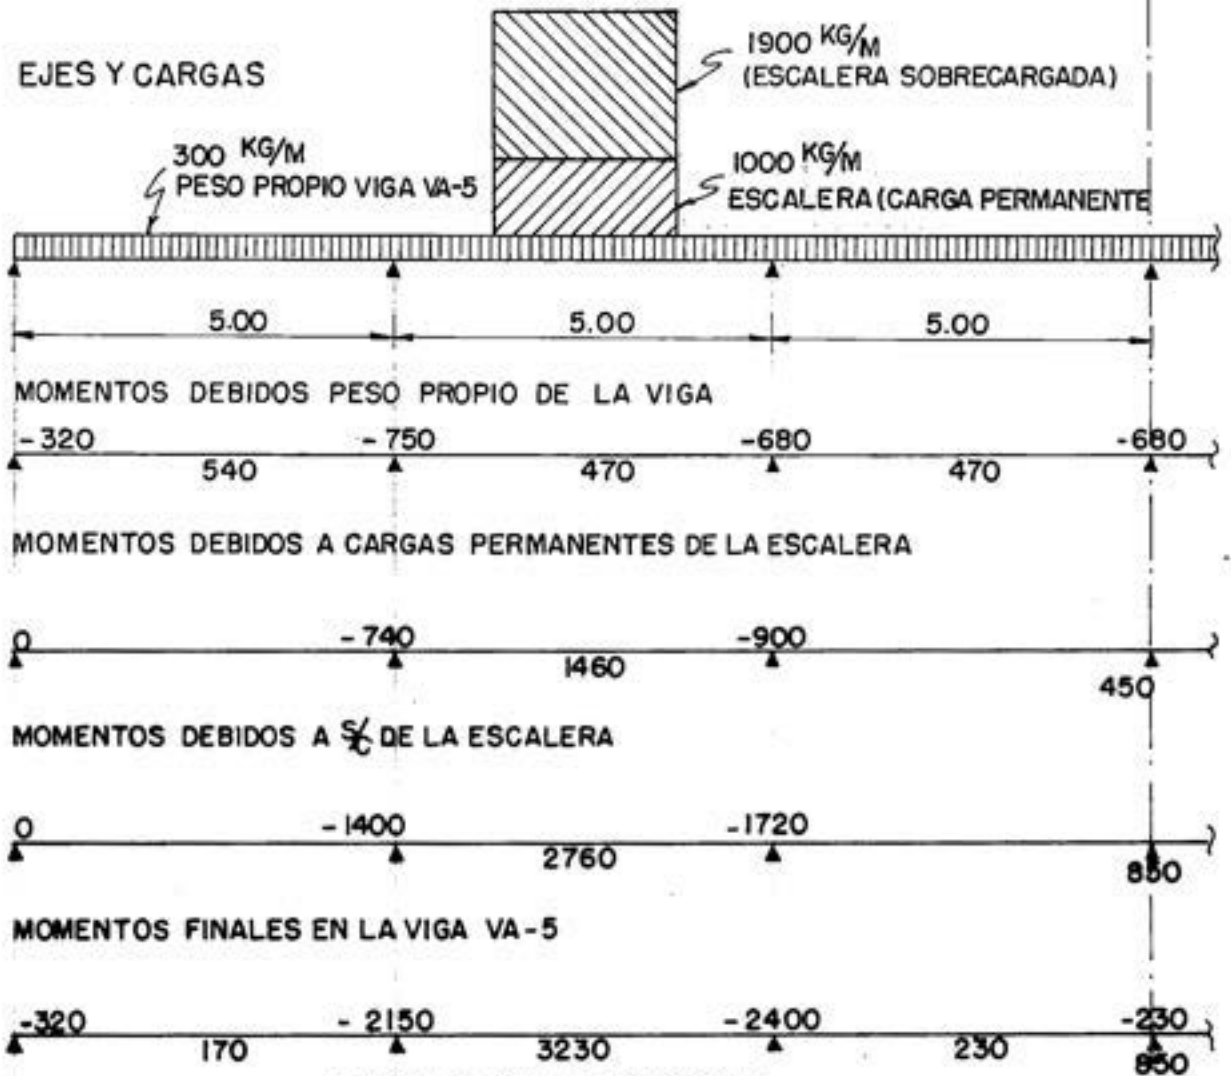 1900 KG/M
EJES Y CARGAS
(ESCALERA SOBRECARGADA)
300 KG/M
PESO PROPIO VIGA VA-5
1000 KG/M
ESCALERA (CARGA PERMANENTE
5.00 5.00 5.00
MOMENTOS DEBIDOS PESO PROPIO DE LA VIGA
-320 -750 -680 -680
540 470 470
MOMENTOS DEBIDOS A CARGAS PERMANENTES DE LA ESCALERA
0 -740 -900
1460
450
MOMENTOS DEBIDOS A S/C DE LA ESCALERA
0 -1400 -1720
2760
850
MOMENTOS FINALES EN LA VIGA VA-5
-320 -2150 -2400 -230
170 3230 230
850